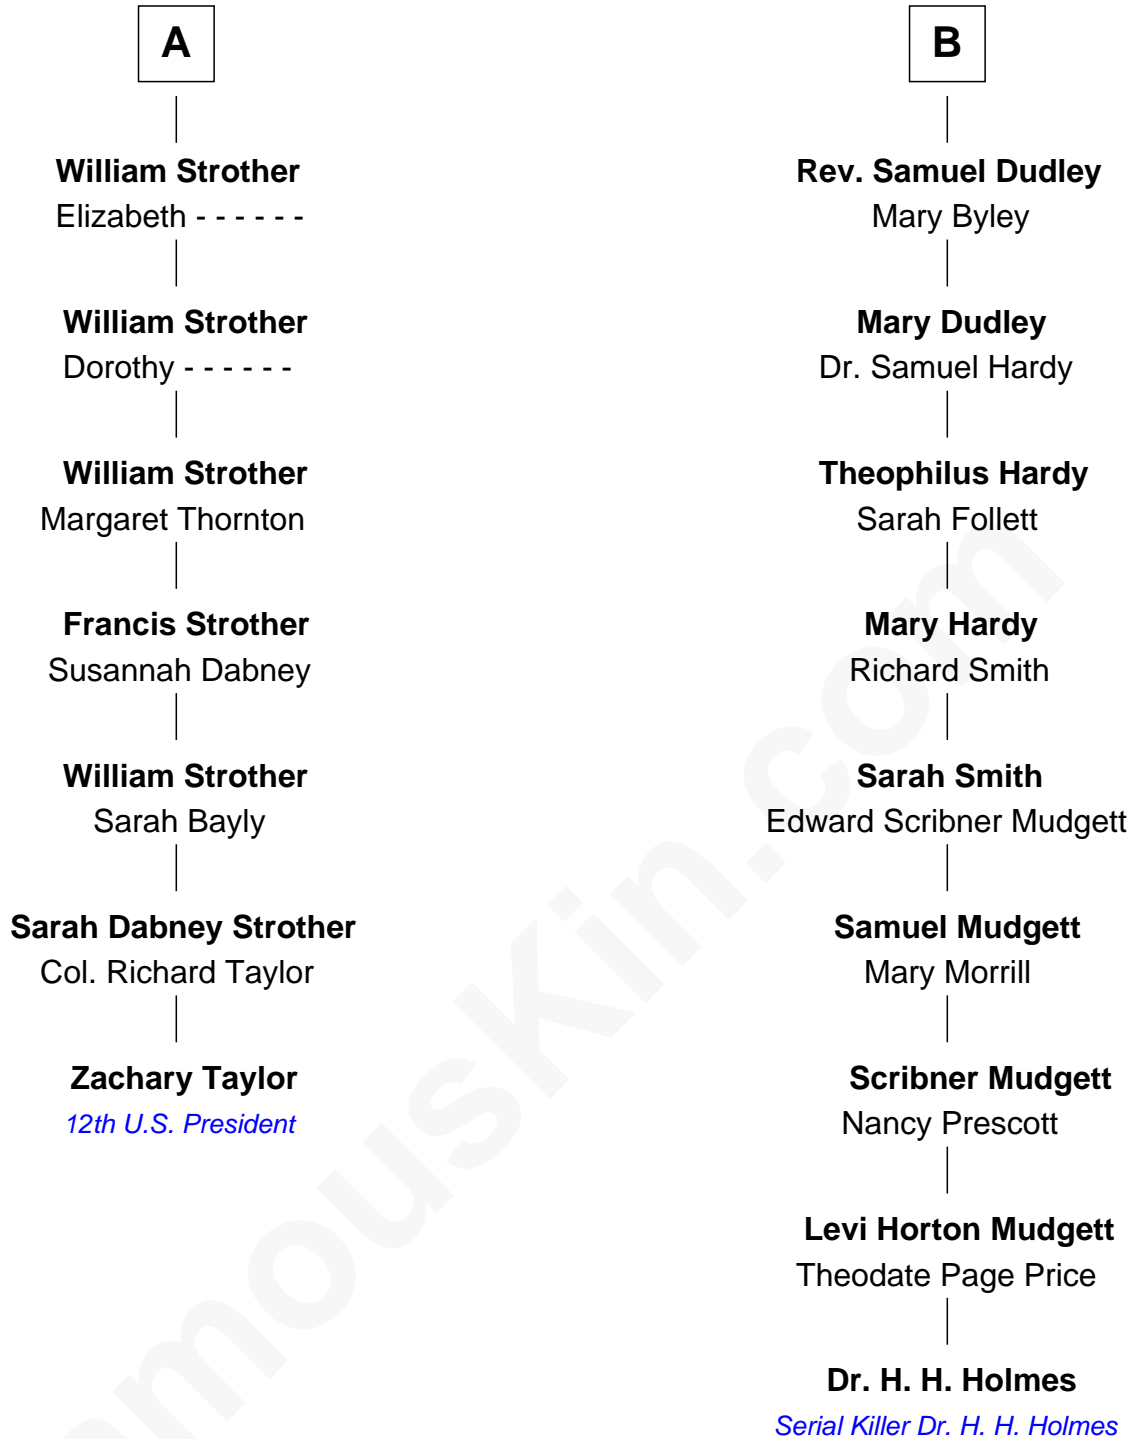 A
William Strother
Elizabeth - - - - - -
William Strother
Dorothy - - - - - -
William Strother
Margaret Thornton
Francis Strother
Susannah Dabney
William Strother
Sarah Bayly
Sarah Dabney Strother
Col. Richard Taylor
Zachary Taylor
12th U.S. President
B
Rev. Samuel Dudley
Mary Byley
Mary Dudley
Dr. Samuel Hardy
Theophilus Hardy
Sarah Follett
Mary Hardy
Richard Smith
Sarah Smith
Edward Scribner Mudgett
Samuel Mudgett
Mary Morrill
Scribner Mudgett
Nancy Prescott
Levi Horton Mudgett
Theodate Page Price
Dr. H. H. Holmes
Serial Killer Dr. H. H. Holmes
amouskin.com